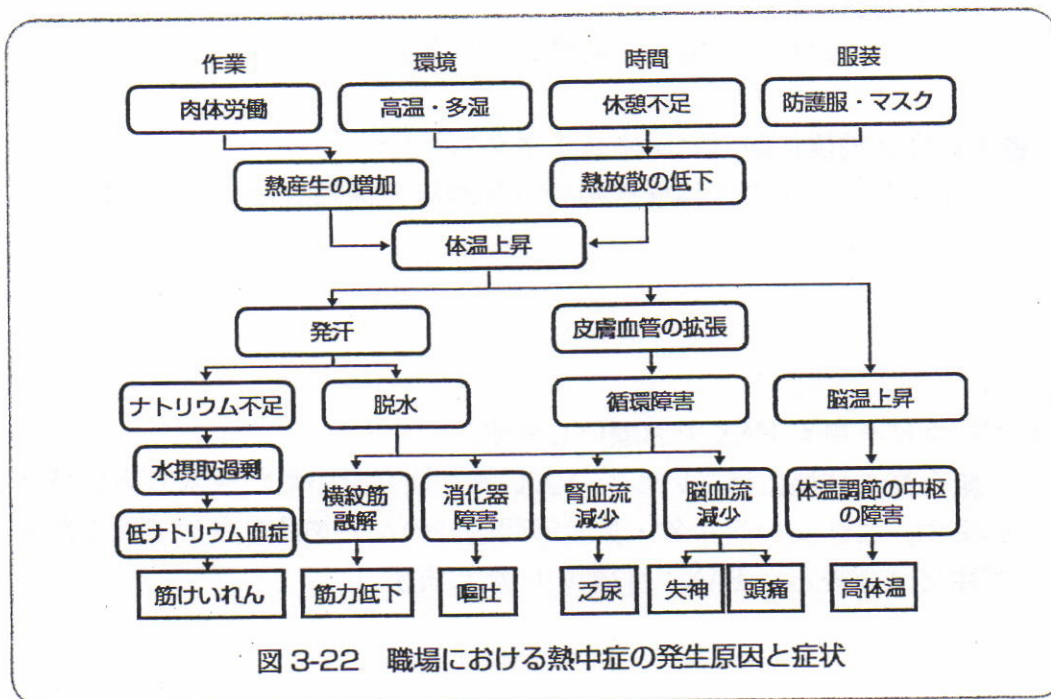 作業 環境 時間 服装
肉体労働 高温・多湿 休憩不足 防護服・マスク
熱産生の増加 熱放散の低下
体温上昇
発汗 皮膚血管の拡張
ナトリウム不足 脱水 循環障害 脳温上昇
水摂取過剰
横紋筋
融解
消化器
障害
腎血流
減少
脳血流
減少
体温調節の中枢
の障害
低ナトリウム血症
筋けいれん 筋力低下 嘔吐 乏尿 失神 頭痛 高体温
図 3-22 職場における熱中症の発生原因と症状